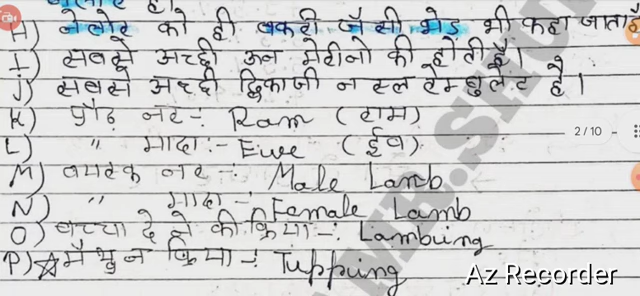 H) नेलोर को ही बकरी जैसी भेड भी कहा जाता है
I) सबसे अच्छी ऊन मेरीनो की होती है।
J) सबसे अच्छी द्विकाजी नस्ल रेम्बुलेट है।
K) प्रौढ़ नर :- Ram (राम)
L) " मादा :- Ewe (ईव)
2 / 10
M) वयस्क नर :- Male Lamb
N) " मादा :- Female Lamb
O) बच्चा देने की क्रिया :- Lambing
P) ☆ मैथुन क्रिया :- Tupping
Az Recorder